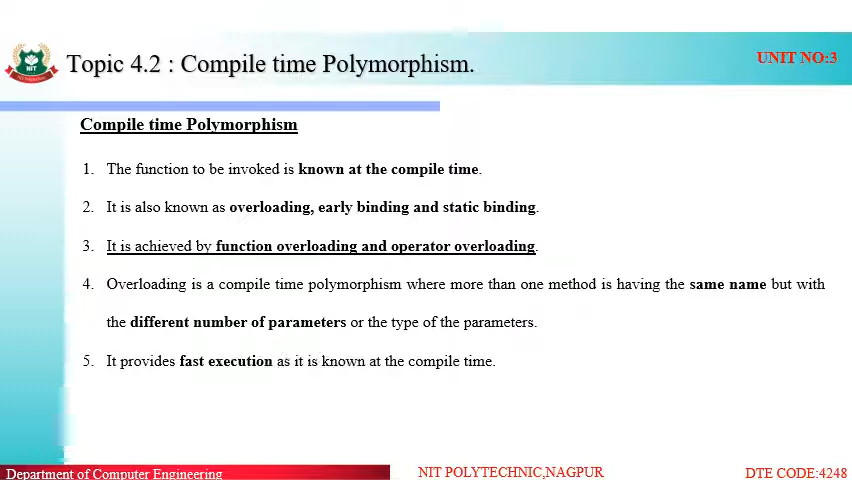 Topic 4.2 : Compile time Polymorphism.
UNIT NO:3
NIT
Compile time Polymorphism
1. The function to be invoked is known at the compile time.
2. It is also known as overloading, early binding and static binding.
3. It is achieved by function overloading and operator overloading.
4. Overloading is a compile time polymorphism where more than one method is having the same name but with
the different number of parameters or the type of the parameters.
5. It provides fast execution as it is known at the compile time.
Department of Computer Engineering
NIT POLYTECHNIC,NAGPUR
DTE CODE:4248